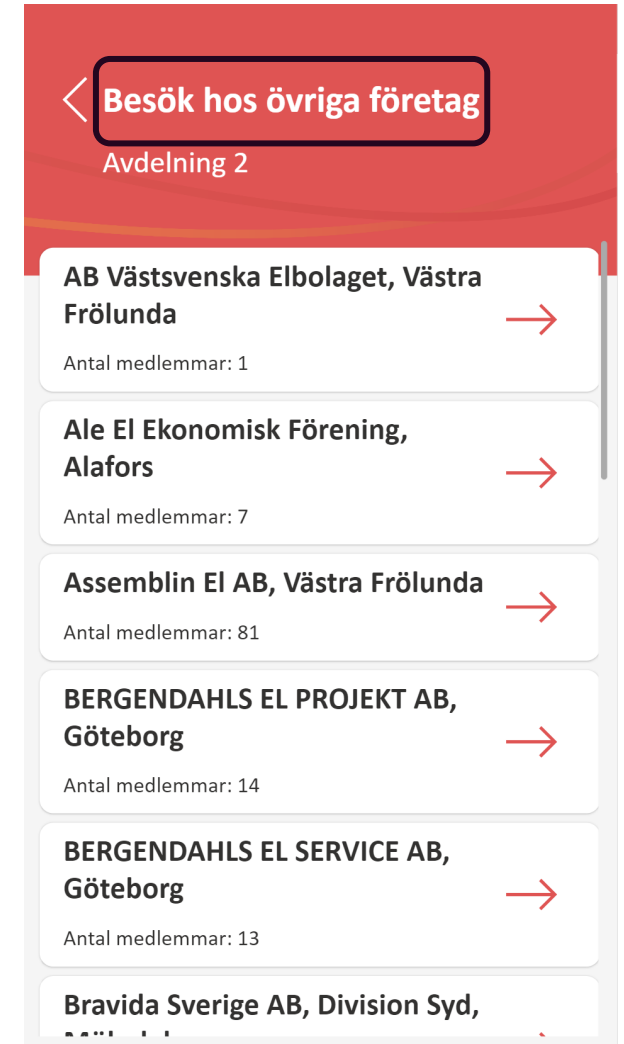 Besök hos övriga företag
Avdelning 2
AB Västsvenska Elbolaget, Västra
Frölunda
Antal medlemmar: 1
Ale El Ekonomisk Förening,
Alafors
Antal medlemmar: 7
Assemblin El AB, Västra Frölunda
Antal medlemmar: 81
BERGENDAHLS EL PROJEKT AB,
Göteborg
Antal medlemmar: 14
BERGENDAHLS EL SERVICE AB,
Göteborg
Antal medlemmar: 13
Bravida Sverige AB, Division Syd,